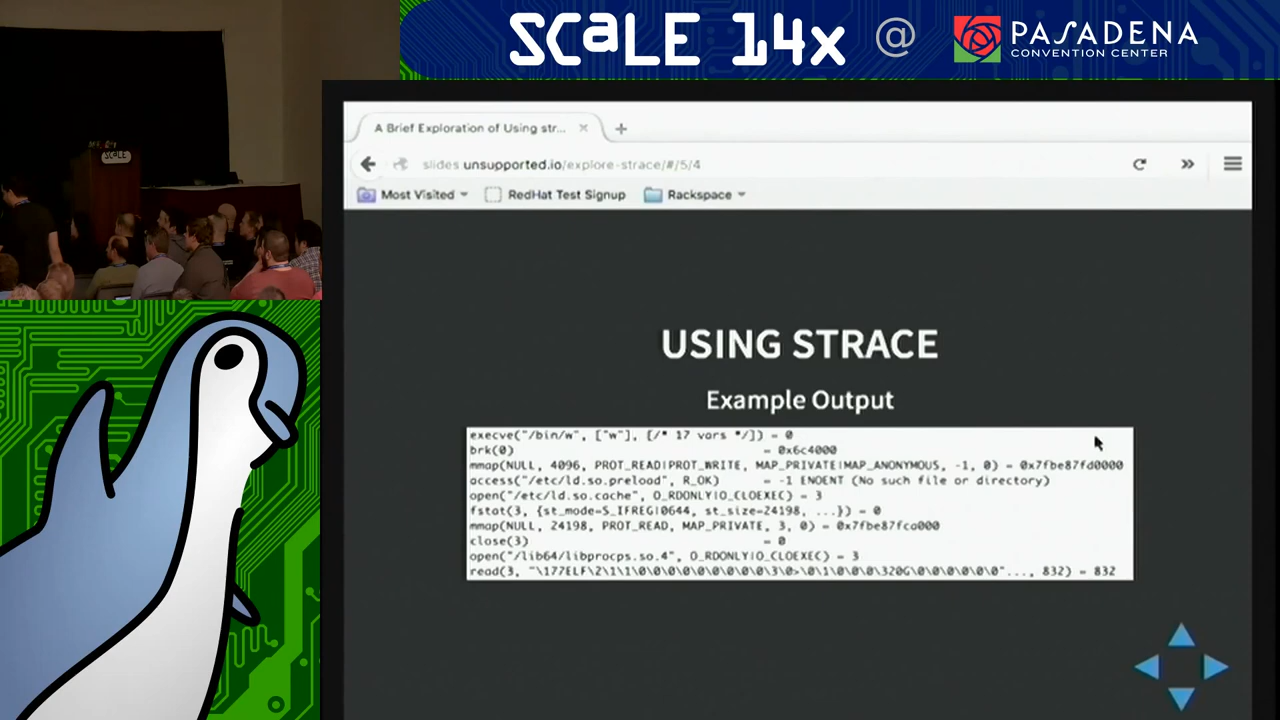 SCaLE 14x @ PASADENA
CONVENTION CENTER
SCALE
A Brief Exploration of Using str...
slides.unsupported.io/explore-strace/#/5/4
Most Visited RedHat Test Signup Rackspace
USING STRACE
Example Output
execve("/bin/w", ["w"], [/* 17 vars */]) = 0
brk(0) = 0x6c4000
mmap(NULL, 4096, PROT_READ|PROT_WRITE, MAP_PRIVATE|MAP_ANONYMOUS, -1, 0) = 0x7fbe87fd0000
access("/etc/ld.so.preload", R_OK) = -1 ENOENT (No such file or directory)
open("/etc/ld.so.cache", O_RDONLY|O_CLOEXEC) = 3
fstat(3, {st_mode=S_IFREG|0644, st_size=24198, ...}) = 0
mmap(NULL, 24198, PROT_READ, MAP_PRIVATE, 3, 0) = 0x7fbe87fca000
close(3) = 0
open("/lib64/libprocps.so.4", O_RDONLY|O_CLOEXEC) = 3
read(3, "\177ELF\2\1\1\0\0\0\0\0\0\0\0\0\3\0>\0\1\0\0\0\320G\0\0\0\0\0\0"..., 832) = 832